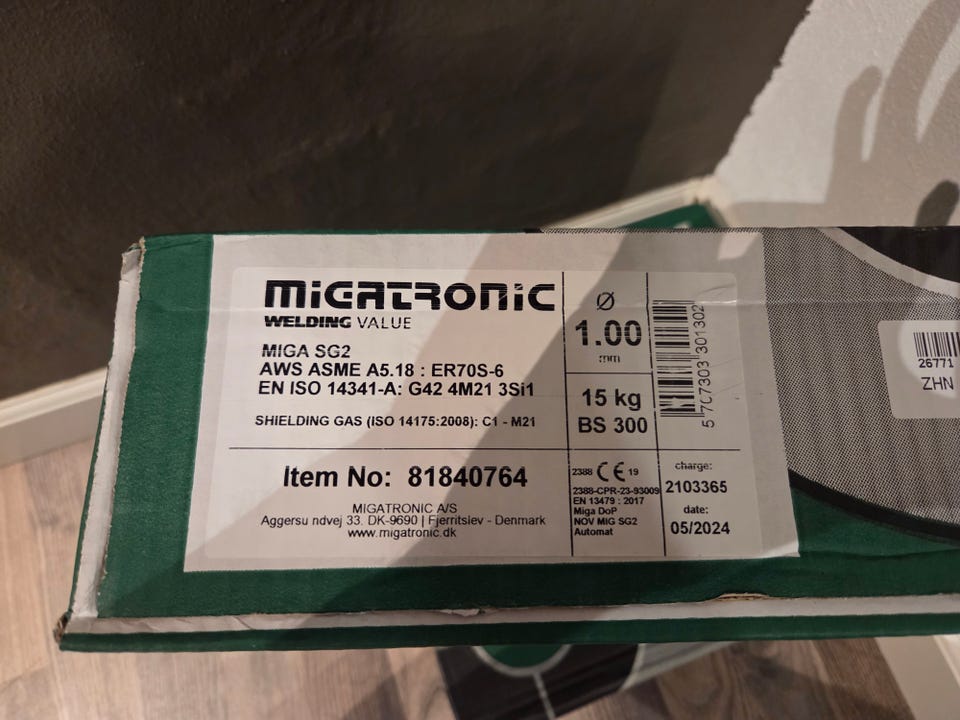 MIGATRONIC
WELDING VALUE
MIGA SG2
AWS ASME A5.18 : ER70S-6
EN ISO 14341-A: G42 4M21 3Si1
SHIELDING GAS (ISO 14175:2008): C1 - M21
Item No: 81840764
MIGATRONIC A/S
Aggersu ndvej 33. DK-9690 | Fjerritslev - Denmark
www.migatronic.dk
Ø
1.00
mm
15 kg
BS 300
2388 CE 19
2388-CPR-23-93009
EN 13479 : 2017
Miga DoP
NOV MIG SG2
Automat
5 707303 301302
charge:
2103365
date:
05/2024
26771
ZHN